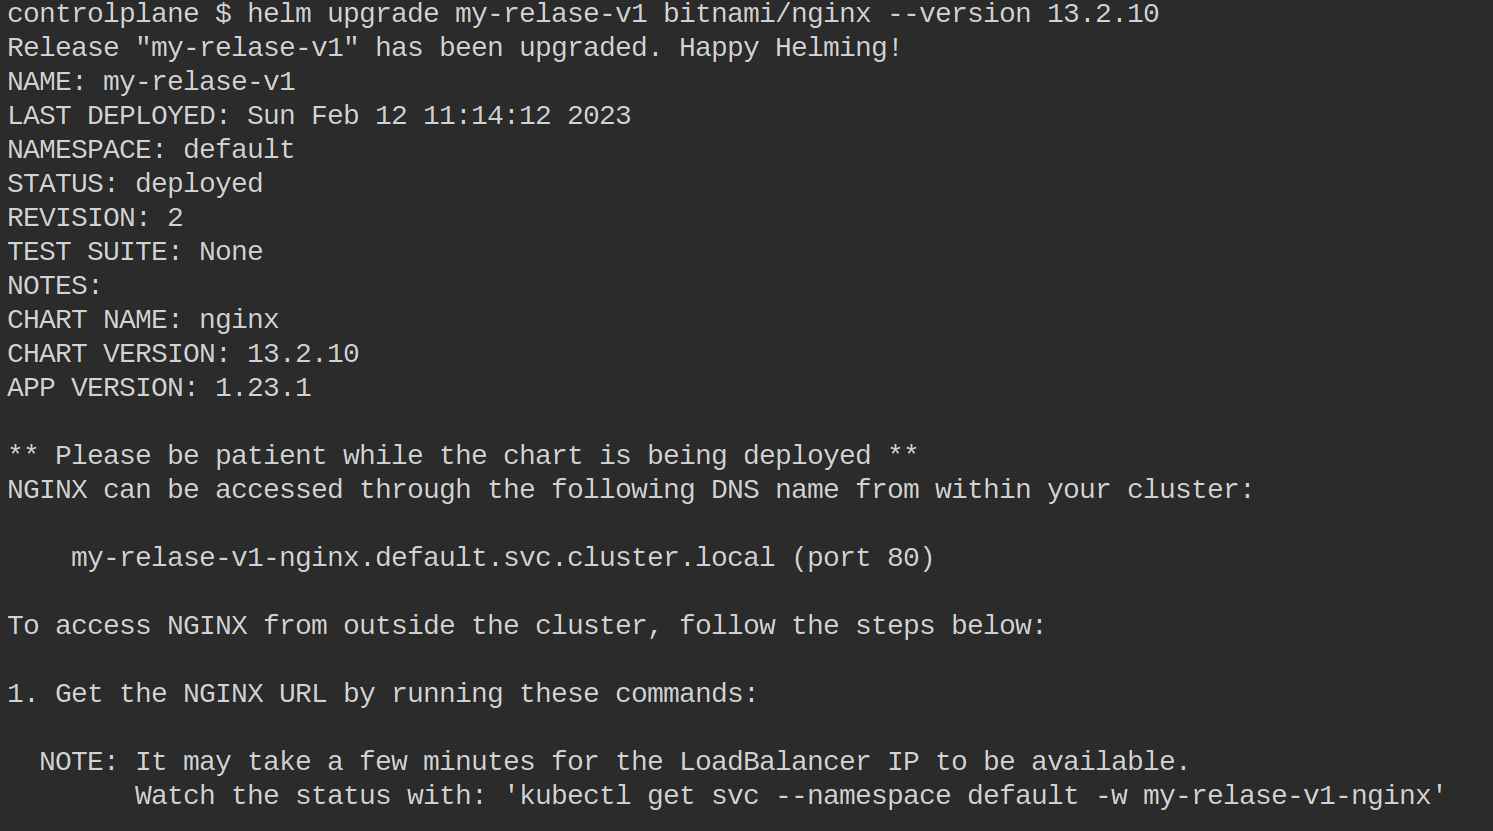 controlplane $ helm upgrade my-relase-v1 bitnami/nginx --version 13.2.10
Release "my-relase-v1" has been upgraded. Happy Helming!
NAME: my-relase-v1
LAST DEPLOYED: Sun Feb 12 11:14:12 2023
NAMESPACE: default
STATUS: deployed
REVISION: 2
TEST SUITE: None
NOTES:
CHART NAME: nginx
CHART VERSION: 13.2.10
APP VERSION: 1.23.1

** Please be patient while the chart is being deployed **
NGINX can be accessed through the following DNS name from within your cluster:

    my-relase-v1-nginx.default.svc.cluster.local (port 80)

To access NGINX from outside the cluster, follow the steps below:

1. Get the NGINX URL by running these commands:

  NOTE: It may take a few minutes for the LoadBalancer IP to be available.
        Watch the status with: 'kubectl get svc --namespace default -w my-relase-v1-nginx'